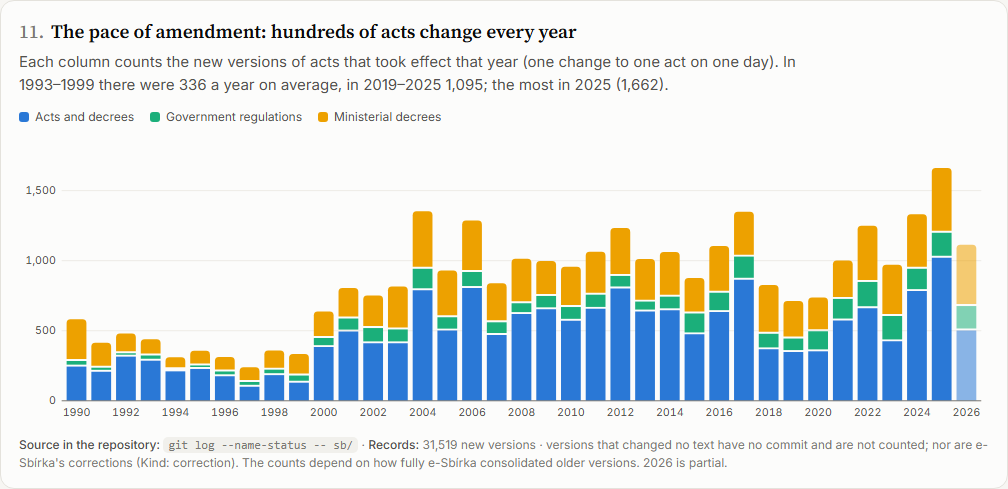 11. The pace of amendment: hundreds of acts change every year
Each column counts the new versions of acts that took effect that year (one change to one act on one day). In
1993–1999 there were 336 a year on average, in 2019–2025 1,095; the most in 2025 (1,662).
Acts and decrees Government regulations Ministerial decrees
1,500
1,000
500
0
1990 1992 1994 1996 1998 2000 2002 2004 2006 2008 2010 2012 2014 2016 2018 2020 2022 2024 2026
Source in the repository: git log --name-status -- sb/ · Records: 31,519 new versions · versions that changed no text have no commit and are not counted; nor are e-
Sbírka's corrections (Kind: correction). The counts depend on how fully e-Sbírka consolidated older versions. 2026 is partial.